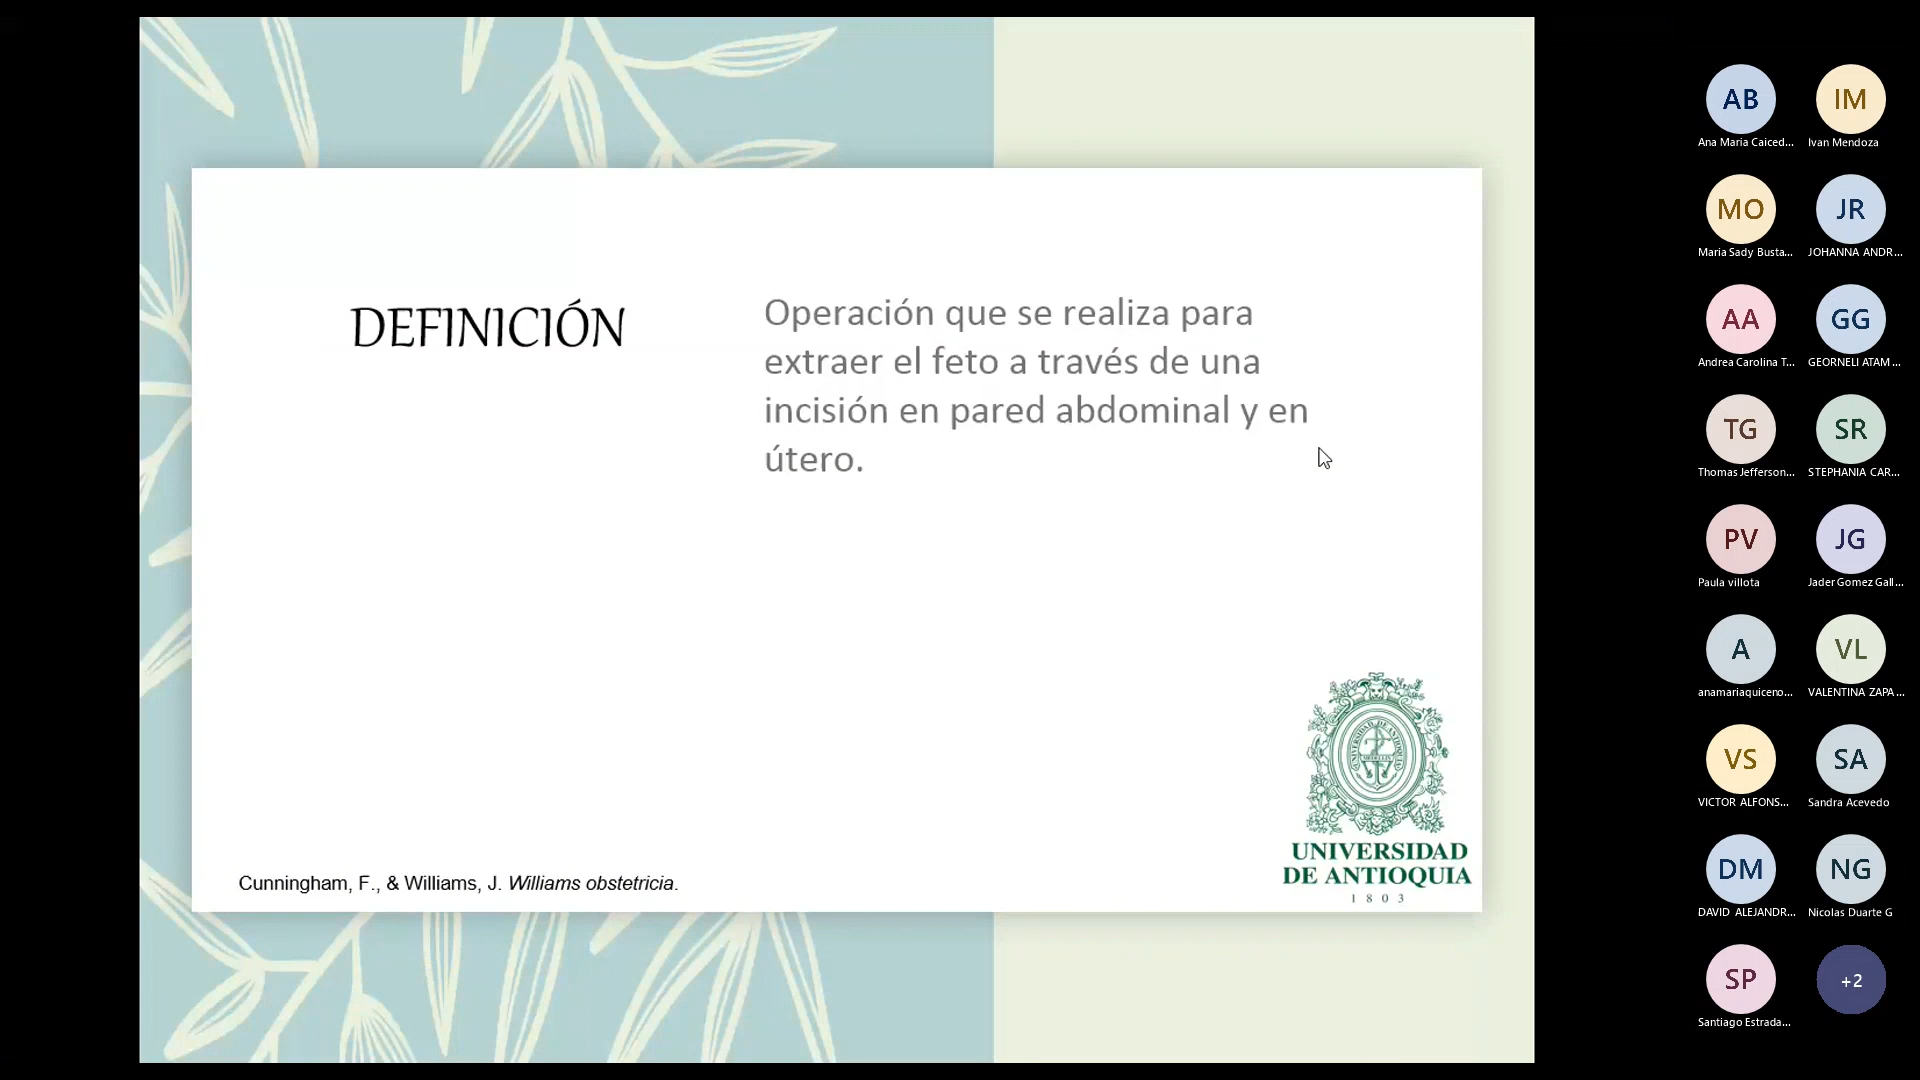 DEFINICIÓN
Operación que se realiza para
extraer el feto a través de una
incisión en pared abdominal y en
útero.
Cunningham, F., & Williams, J. Williams obstetricia.
UNIVERSIDAD
DE ANTIOQUIA
1803
AB
Ana Maria Caiced...
IM
Ivan Mendoza
MO
Maria Sady Busta...
JR
JOHANNA ANDR...
AA
Andrea Carolina T...
GG
GEORNELI ATAM...
TG
Thomas Jefferson...
SR
STEPHANIA CAR...
PV
Paula villota
JG
Jader Gomez Gall...
A
anamariaquiceno...
VL
VALENTINA ZAPA...
VS
VICTOR ALFONS...
SA
Sandra Acevedo
DM
DAVID ALEJANDR...
NG
Nicolas Duarte G
SP
Santiago Estrada...
+2